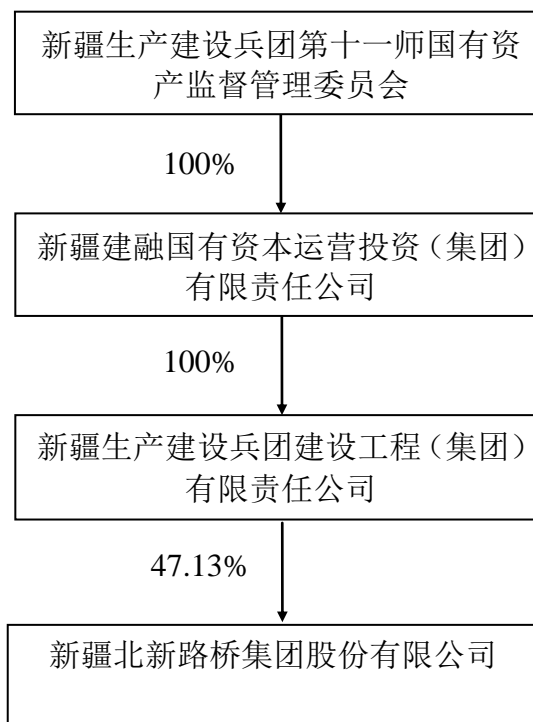 新疆生产建设兵团第十一师国有资
产监督管理委员会
100%
新疆建融国有资本运营投资（集团）
有限责任公司
100%
新疆生产建设兵团建设工程（集团）
有限责任公司
47.13%
新疆北新路桥集团股份有限公司